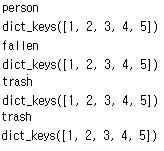 person
dict_keys([1, 2, 3, 4, 5])
fallen
dict_keys([1, 2, 3, 4, 5])
trash
dict_keys([1, 2, 3, 4, 5])
trash
dict_keys([1, 2, 3, 4, 5])